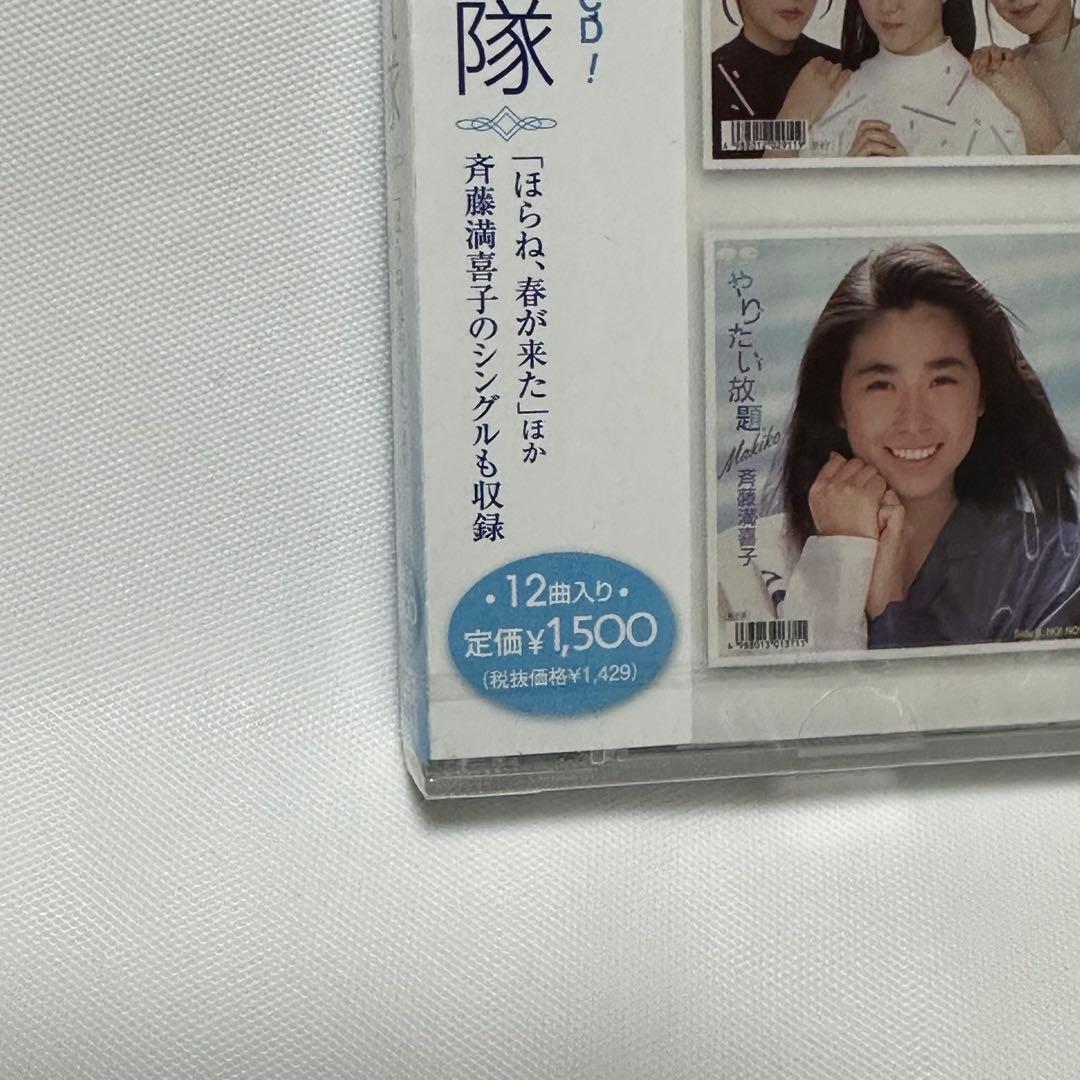 CD!
隊
「ほらね、春が来た」ほか
斉藤満喜子のシングルも収録
・12曲入り・
定価¥1,500
(税抜価格¥1,429)
やりたい放題
Makiko
斉藤満喜子